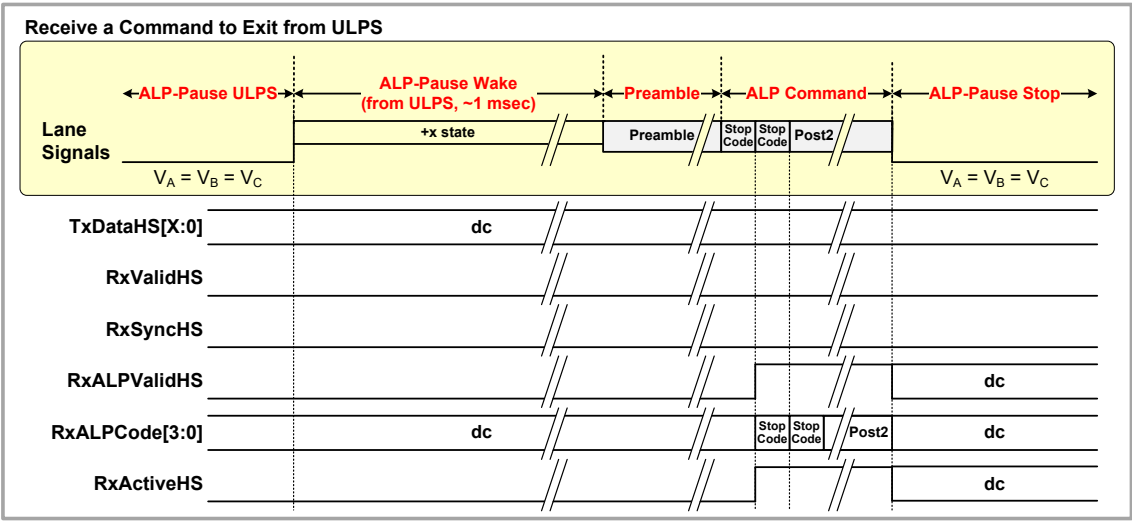 Receive a Command to Exit from ULPS
ALP-Pause ULPS
ALP-Pause Wake
(from ULPS, ~1 msec)
Preamble
ALP Command
ALP-Pause Stop
Lane
Signals
+x state
Preamble
Stop
Code
Stop
Code
Post2
VA = VB = VC
VA = VB = VC
TxDataHS[X:0]
dc
RxValidHS
RxSyncHS
RxALPValidHS
dc
RxALPCode[3:0]
dc
Stop
Code
Stop
Code
Post2
dc
RxActiveHS
dc